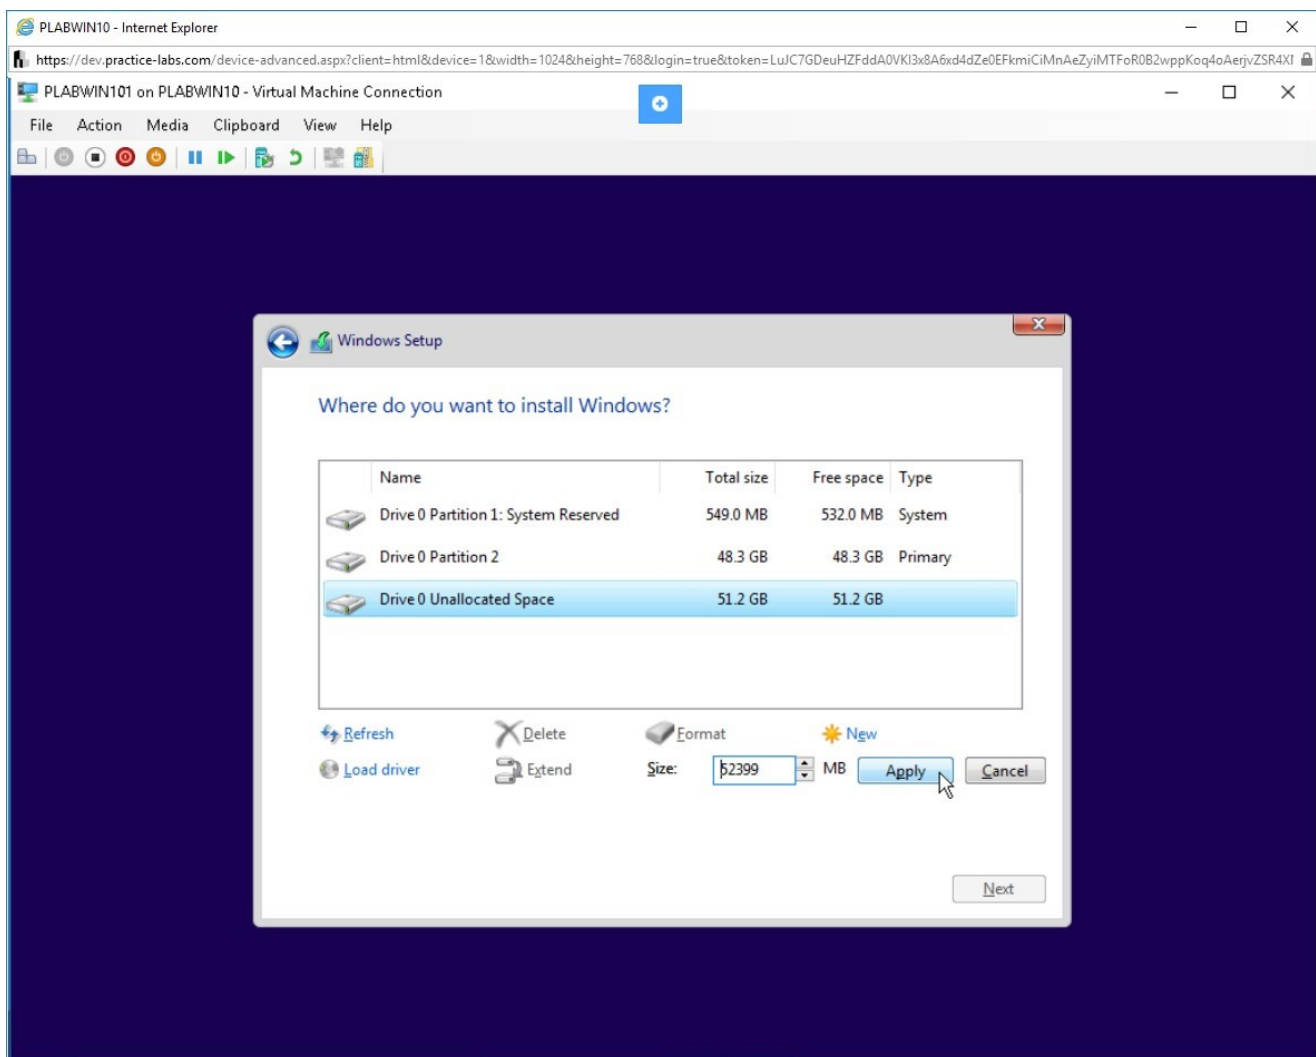 PLABWIN10 - Internet Explorer
https://dev.practice-labs.com/device-advanced.aspx?client=html&device=1&width=1024&height=768&login=true&token=
PLABWIN101 on PLABWIN10 - Virtual Machine Connection
File Action Media Clipboard View Help
Windows Setup
Where do you want to install Windows?
Name Total size Free space Type
Drive 0 Partition 1: System Reserved 549.0 MB 532.0 MB System
Drive 0 Partition 2 48.3 GB 48.3 GB Primary
Drive 0 Unallocated Space 51.2 GB 51.2 GB
Refresh Delete Format New
Load driver Extend Size: 52399 MB Apply Cancel
Next